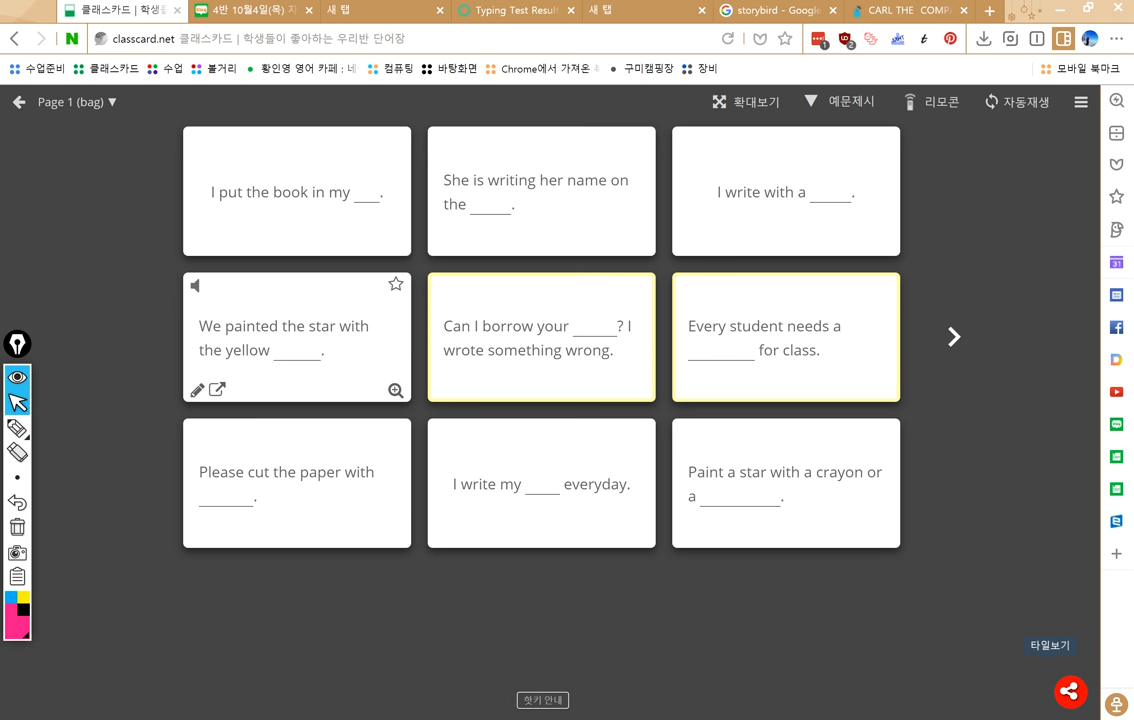 클래스카드 | 학생들
4반 10월4일(목)
새 탭
Typing Test Resul
새 탭
storybird - Google
CARL THE COMP
classcard.net 클래스카드 | 학생들이 좋아하는 우리반 단어장
수업준비 클래스카드 수업 볼거리 황인영 영어 카페 : 네 컴퓨팅 바탕화면 Chrome에서 가져온 구미캠핑장 장비 모바일 북마크
Page 1 (bag) ▼
확대보기 ▼ 예문제시 리모콘 자동재생
I put the book in my ___.
She is writing her name on
the _____.
I write with a _____.
We painted the star with
the yellow ______.
Can I borrow your ______? I
wrote something wrong.
Every student needs a
________ for class.
Please cut the paper with
_______.
I write my ____ everyday.
Paint a star with a crayon or
a __________.
타일보기
핫키 안내